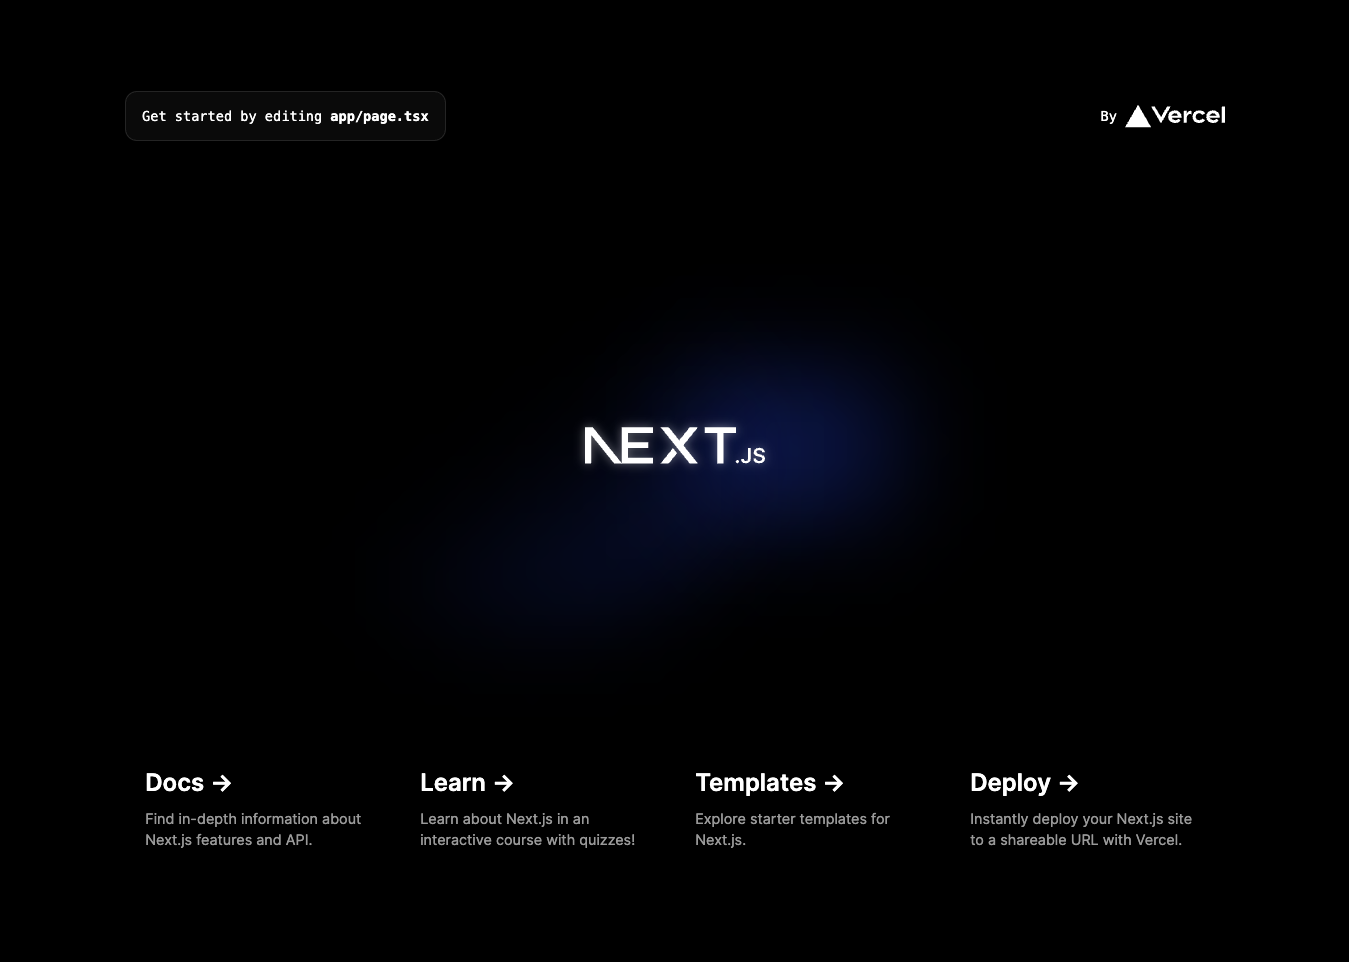 Get started by editing app/page.tsx
By Vercel
NEXT.JS
Docs →
Find in-depth information about
Next.js features and API.
Learn →
Learn about Next.js in an
interactive course with quizzes!
Templates →
Explore starter templates for
Next.js.
Deploy →
Instantly deploy your Next.js site
to a shareable URL with Vercel.